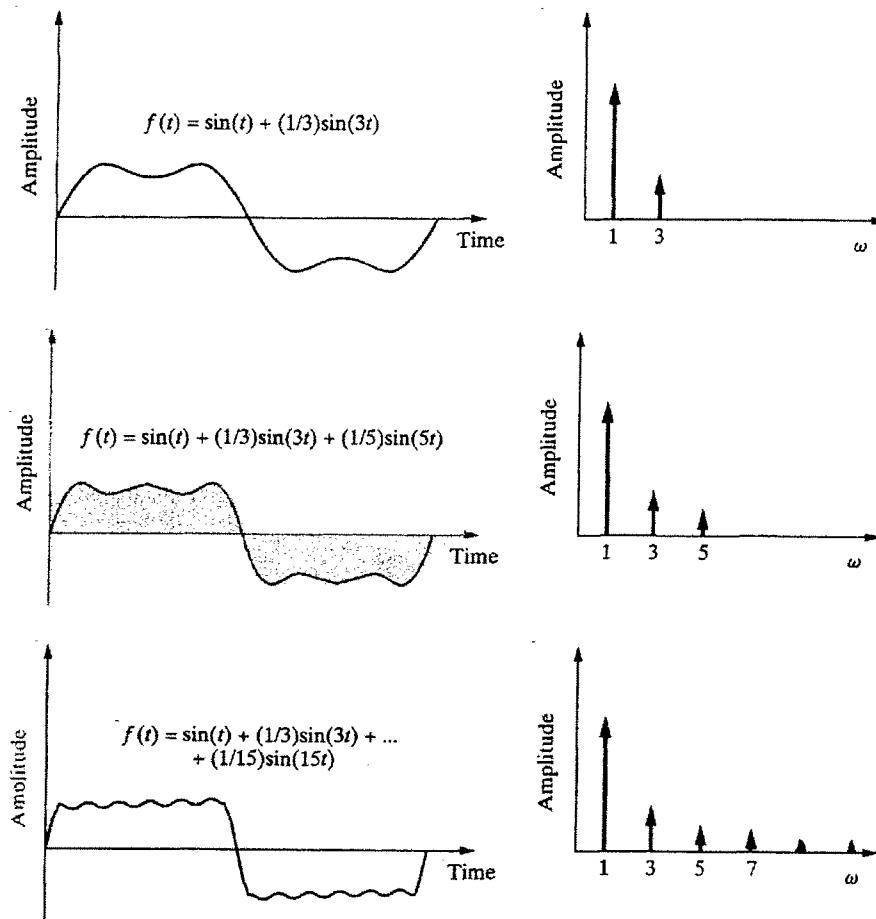 Amplitude
f(t) = sin(t) + (1/3)sin(3t)
Time
Amplitude
1 3
ω
Amplitude
f(t) = sin(t) + (1/3)sin(3t) + (1/5)sin(5t)
Time
Amplitude
1 3 5
ω
Amolitude
f(t) = sin(t) + (1/3)sin(3t) + ...
+ (1/15)sin(15t)
Time
Amplitude
1 3 5 7
ω